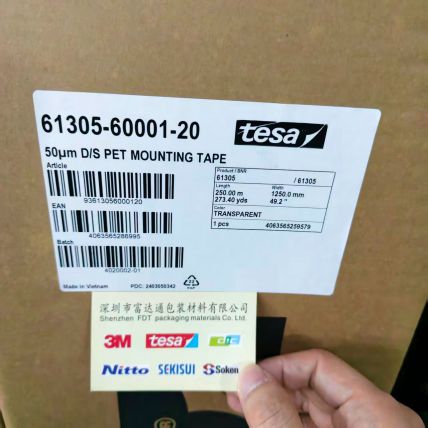 61305-60001-20
tesa
50µm D/S PET MOUNTING TAPE
Article
93613056000120
EAN
4063565286995
Batch
4020002-01
Product / BNR
61305 / 61305
Length Width
250.00 m 1250.0 mm
273.40 yds 49.2 "
Color
TRANSPARENT
1 pcs 4063565259579
Made in Vietnam PDC: 2403650342
深圳市富达通包装材料有限公司
Shenzhen FDT packaging materials Co. Ltd.
3M tesa
Nitto SEKISUI Soken